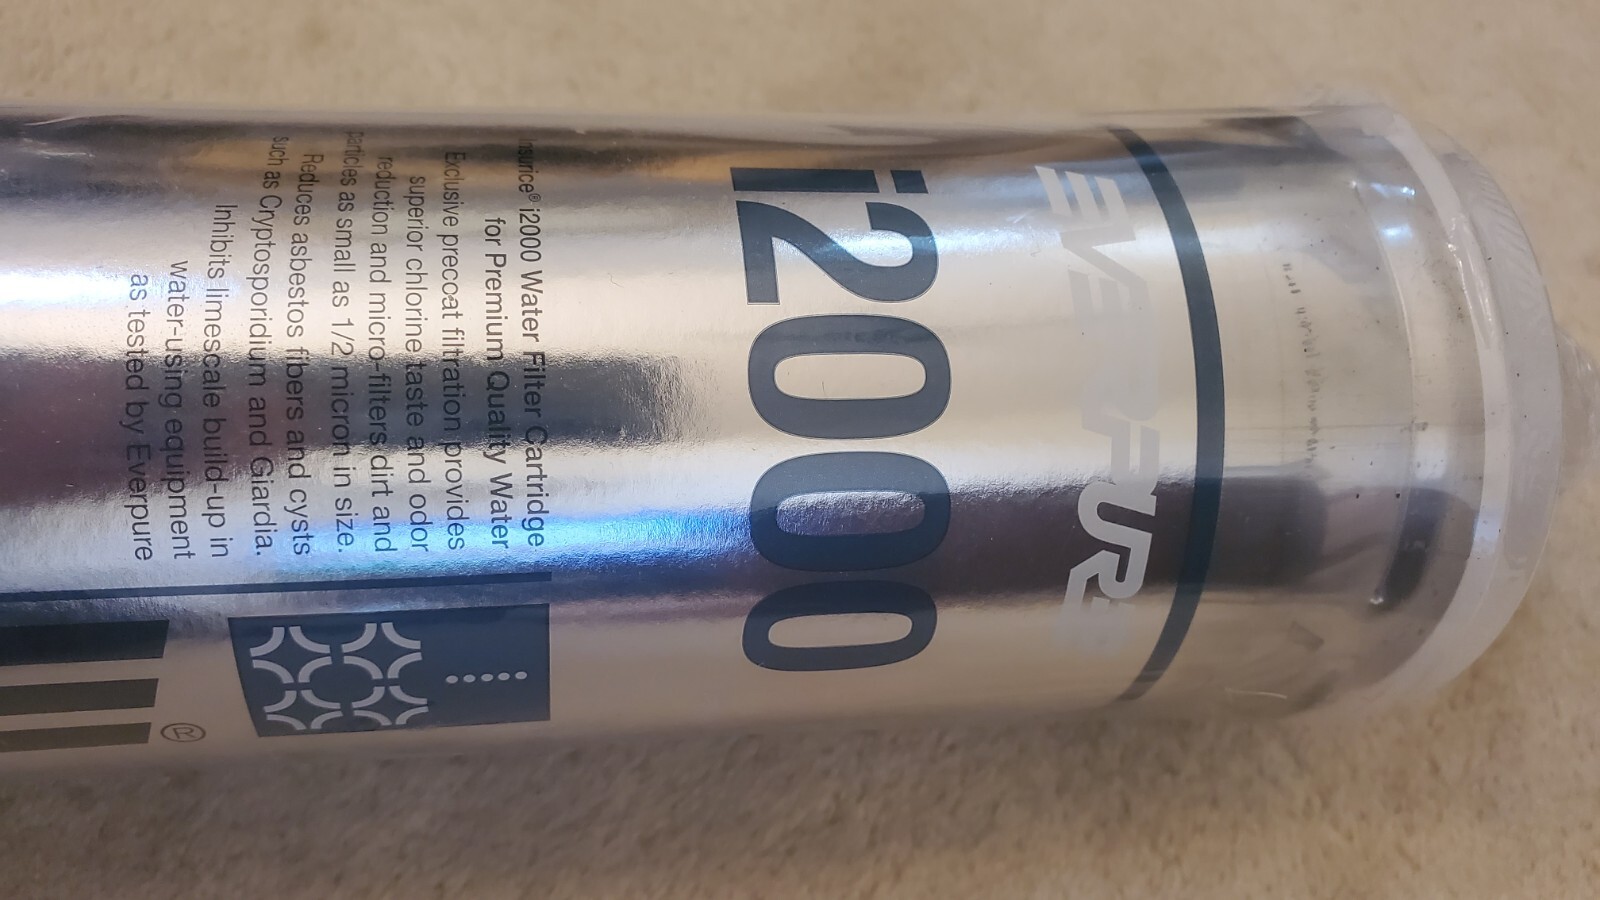 EVERPURE
i2000
Insurice® i2000 Water Filter Cartridge
for Premium Quality Water
Exclusive precoat filtration provides
superior chlorine taste and odor
reduction and micro-filters dirt and
particles as small as 1/2 micron in size.
Reduces asbestos fibers and cysts
such as Cryptosporidium and Giardia.
Inhibits limescale build-up in
water-using equipment
as tested by Everpure
®